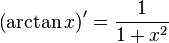 (arctan x)′ = 1 / (1 + x²)